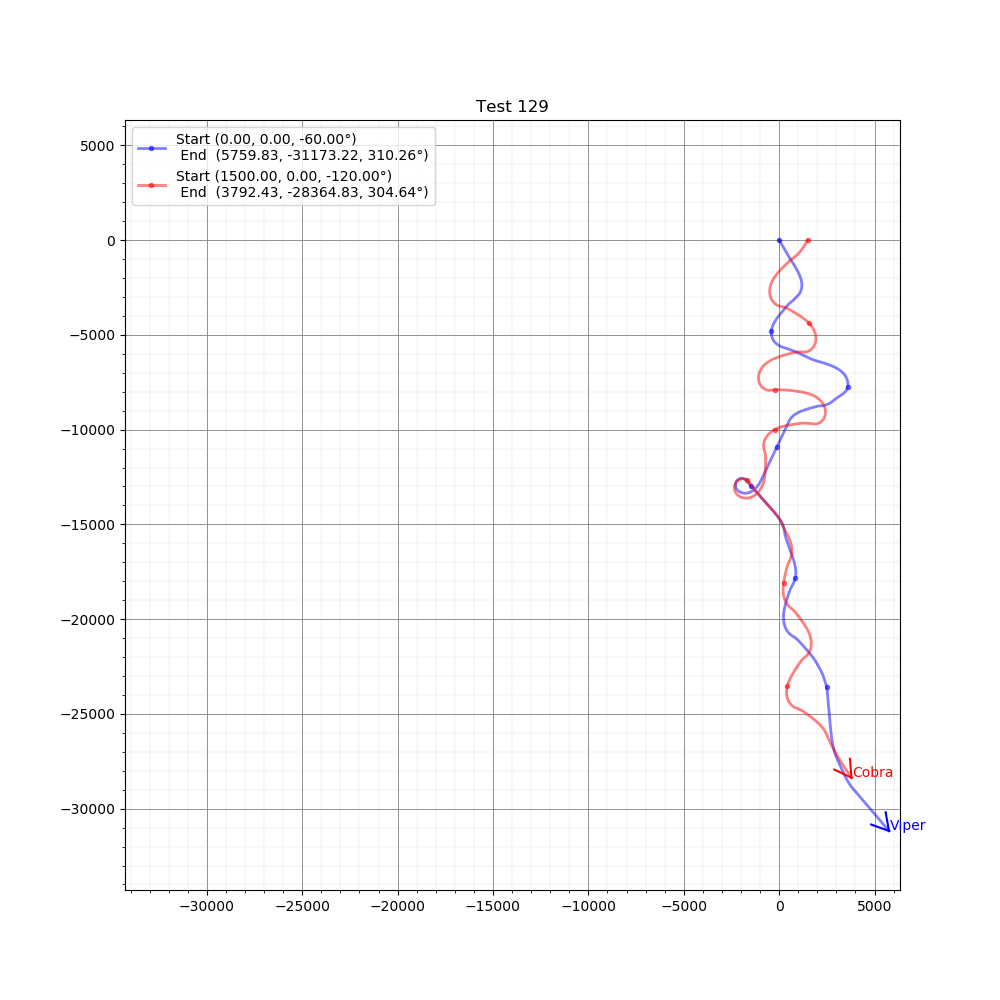 Test 129
Start (0.00, 0.00, -60.00°)
End  (5759.83, -31173.22, 310.26°)
Start (1500.00, 0.00, -120.00°)
End  (3792.43, -28364.83, 304.64°)
5000
0
−5000
−10000
−15000
−20000
−25000
−30000
Cobra
Viper
−30000 −25000 −20000 −15000 −10000 −5000 0 5000